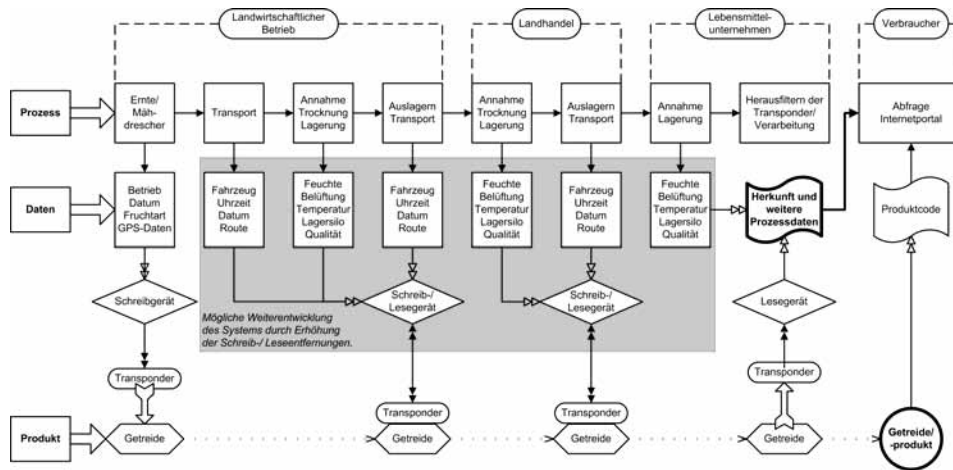 Landwirtschaftlicher
Betrieb
Landhandel
Lebensmittel-
unternehmen
Verbraucher
Prozess
Ernte/
Mäh-
drescher
Transport
Annahme
Trocknung
Lagerung
Auslagern
Transport
Annahme
Trocknung
Lagerung
Auslagern
Transport
Annahme
Lagerung
Herausfiltern der
Transponder/
Verarbeitung
Abfrage
Internetportal
Daten
Betrieb
Datum
Fruchtart
GPS-Daten
Fahrzeug
Uhrzeit
Datum
Route
Feuchte
Belüftung
Temperatur
Lagersilo
Qualität
Fahrzeug
Uhrzeit
Datum
Route
Feuchte
Belüftung
Temperatur
Lagersilo
Qualität
Fahrzeug
Uhrzeit
Datum
Route
Feuchte
Belüftung
Temperatur
Lagersilo
Qualität
Herkunft und
weitere
Prozessdaten
Produktcode
Schreibgerät
Schreib-/
Lesegerät
Schreib-/
Lesegerät
Lesegerät
Mögliche Weiterentwicklung
des Systems durch Erhöhung
der Schreib-/ Leseentfernungen.
Transponder
Transponder
Transponder
Transponder
Produkt
Getreide
Getreide
Getreide
Getreide
Getreide/
-produkt